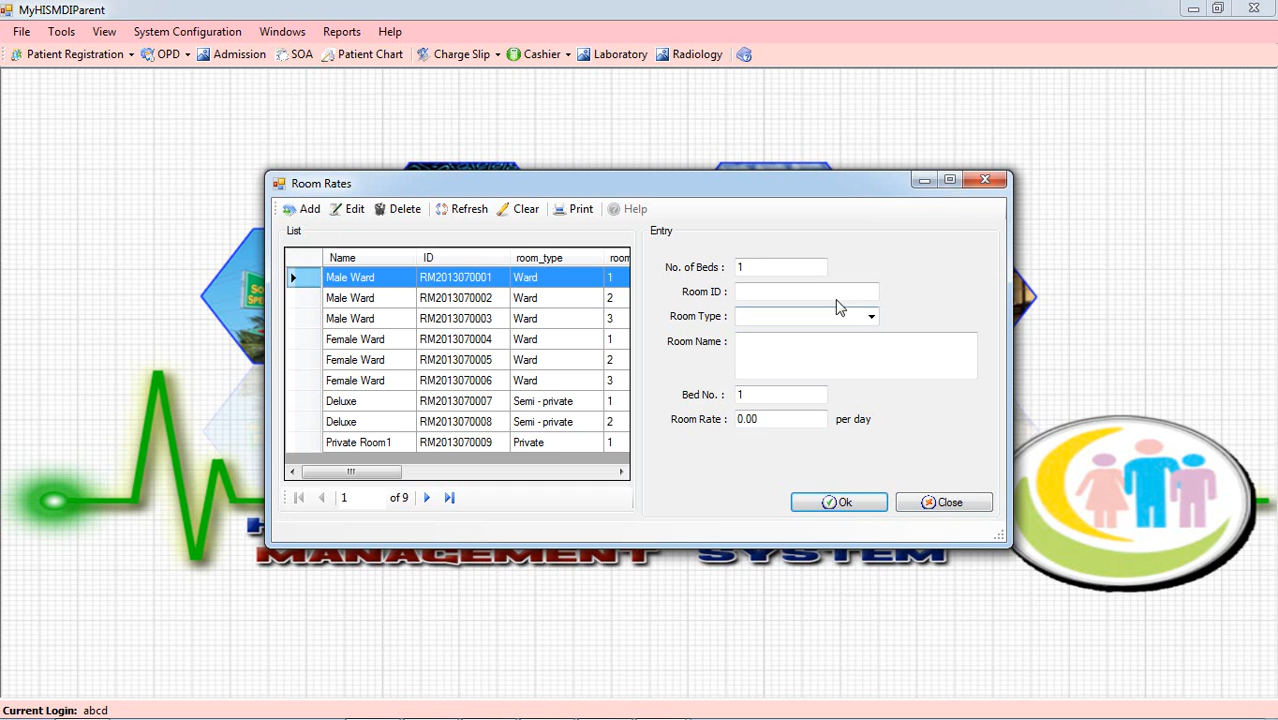 MyHISMDIParent
File Tools View System Configuration Windows Reports Help
Patient Registration OPD Admission SOA Patient Chart Charge Slip Cashier Laboratory Radiology
Room Rates
Add Edit Delete Refresh Clear Print Help
List
Name ID room_type room
Male Ward RM2013070001 Ward 1
Male Ward RM2013070002 Ward 2
Male Ward RM2013070003 Ward 3
Female Ward RM2013070004 Ward 1
Female Ward RM2013070005 Ward 2
Female Ward RM2013070006 Ward 3
Deluxe RM2013070007 Semi - private 1
Deluxe RM2013070008 Semi - private 2
Private Room1 RM2013070009 Private 1
1 of 9
Entry
No. of Beds : 1
Room ID :
Room Type :
Room Name :
Bed No. : 1
Room Rate : 0.00 per day
Ok Close
MANAGEMENT SYSTEM
Current Login: abcd